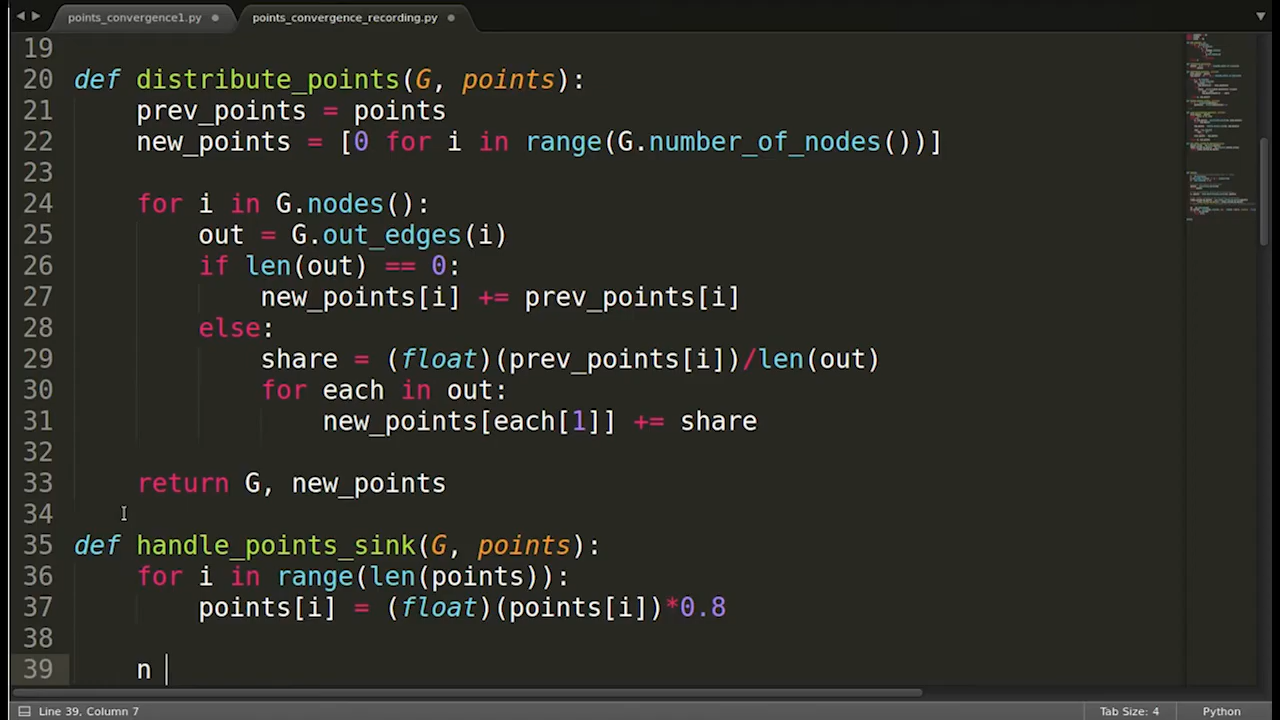 points_convergence1.py
points_convergence_recording.py
19
20 def distribute_points(G, points):
21     prev_points = points
22     new_points = [0 for i in range(G.number_of_nodes())]
23
24     for i in G.nodes():
25         out = G.out_edges(i)
26         if len(out) == 0:
27             new_points[i] += prev_points[i]
28         else:
29             share = (float)(prev_points[i])/len(out)
30             for each in out:
31                 new_points[each[1]] += share
32
33     return G, new_points
34
35 def handle_points_sink(G, points):
36     for i in range(len(points)):
37         points[i] = (float)(points[i])*0.8
38
39     n
Line 39, Column 7
Tab Size: 4
Python